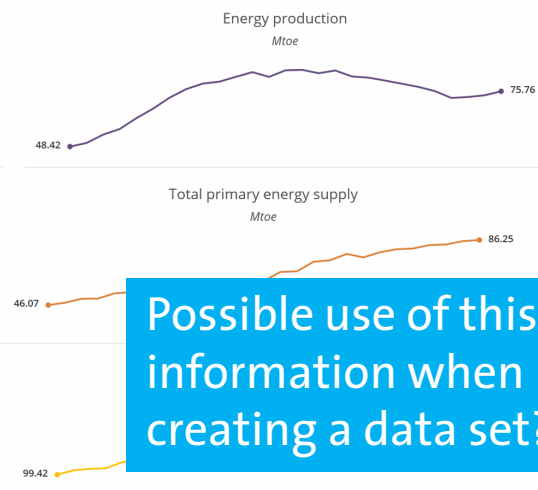 Energy production
Mtoe
75.76
48.42
Total primary energy supply
Mtoe
86.25
46.07
Possible use of this
information when
creating a data set?
99.42